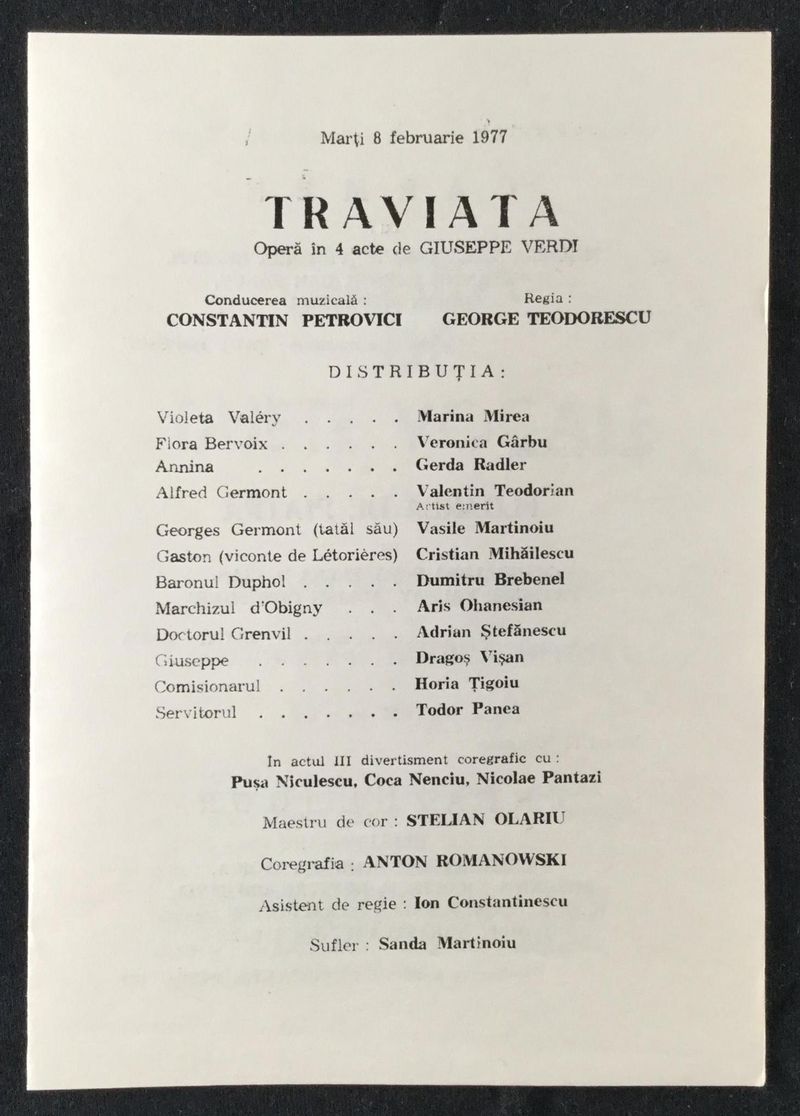 Marți 8 februarie 1977
TRAVIATA
Operă în 4 acte de GIUSEPPE VERDI
Conducerea muzicală :
CONSTANTIN PETROVICI
Regia :
GEORGE TEODORESCU
DISTRIBUȚIA:
Violeta Valéry . . . . . Marina Mirea
Flora Bervoix . . . . . . Veronica Gârbu
Annina . . . . . . . Gerda Radler
Alfred Germont . . . . . Valentin Teodorian
Artist emerit
Georges Germont (tatăl său) Vasile Martinoiu
Gaston (viconte de Létorières) Cristian Mihăilescu
Baronul Duphol . . . . . Dumitru Brebenel
Marchizul d'Obigny . . . Aris Ohanesian
Doctorul Grenvil . . . . . Adrian Ștefănescu
Giuseppe . . . . . . . Dragoș Vișan
Comisionarul . . . . . . Horia Țigoiu
Servitorul . . . . . . . Todor Panea
În actul III divertisment coregrafic cu :
Pușa Niculescu, Coca Nenciu, Nicolae Pantazi
Maestru de cor : STELIAN OLARIU
Coregrafia : ANTON ROMANOWSKI
Asistent de regie : Ion Constantinescu
Sufler : Sanda Martinoiu